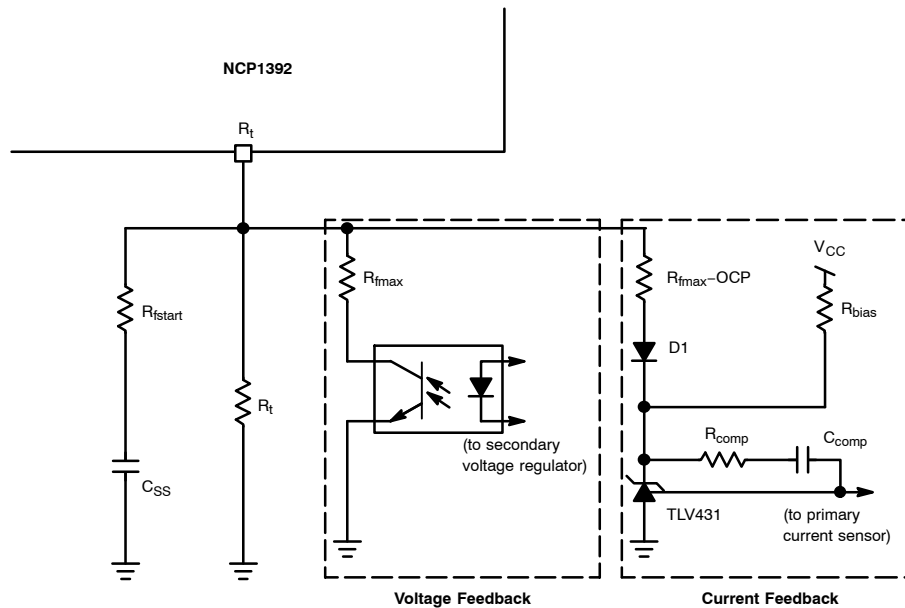 NCP1392
Rt
VCC
Rfmax
Rfmax–OCP
Rfstart
Rbias
D1
Rt
Rcomp
Ccomp
(to secondary
voltage regulator)
CSS
TLV431
(to primary
current sensor)
Voltage Feedback
Current Feedback